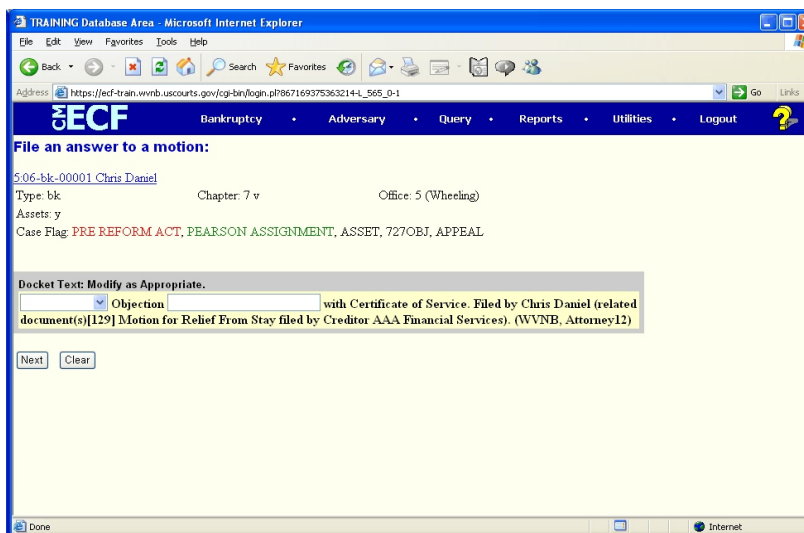 TRAINING Database Area - Microsoft Internet Explorer
File Edit View Favorites Tools Help
Back Search Favorites
Address https://ecf-train.wvnb.uscourts.gov/cgi-bin/login.pl?867169375363214-L_565_0-1 Go Links
CM ECF Bankruptcy • Adversary • Query • Reports • Utilities • Logout ?
File an answer to a motion:
5:06-bk-00001 Chris Daniel
Type: bk Chapter: 7 v Office: 5 (Wheeling)
Assets: y
Case Flag: PRE REFORM ACT, PEARSON ASSIGNMENT, ASSET, 727OBJ, APPEAL
Docket Text: Modify as Appropriate.
Objection with Certificate of Service. Filed by Chris Daniel (related
document(s)[129] Motion for Relief From Stay filed by Creditor AAA Financial Services). (WVNB, Attorney12)
Next Clear
Done Internet